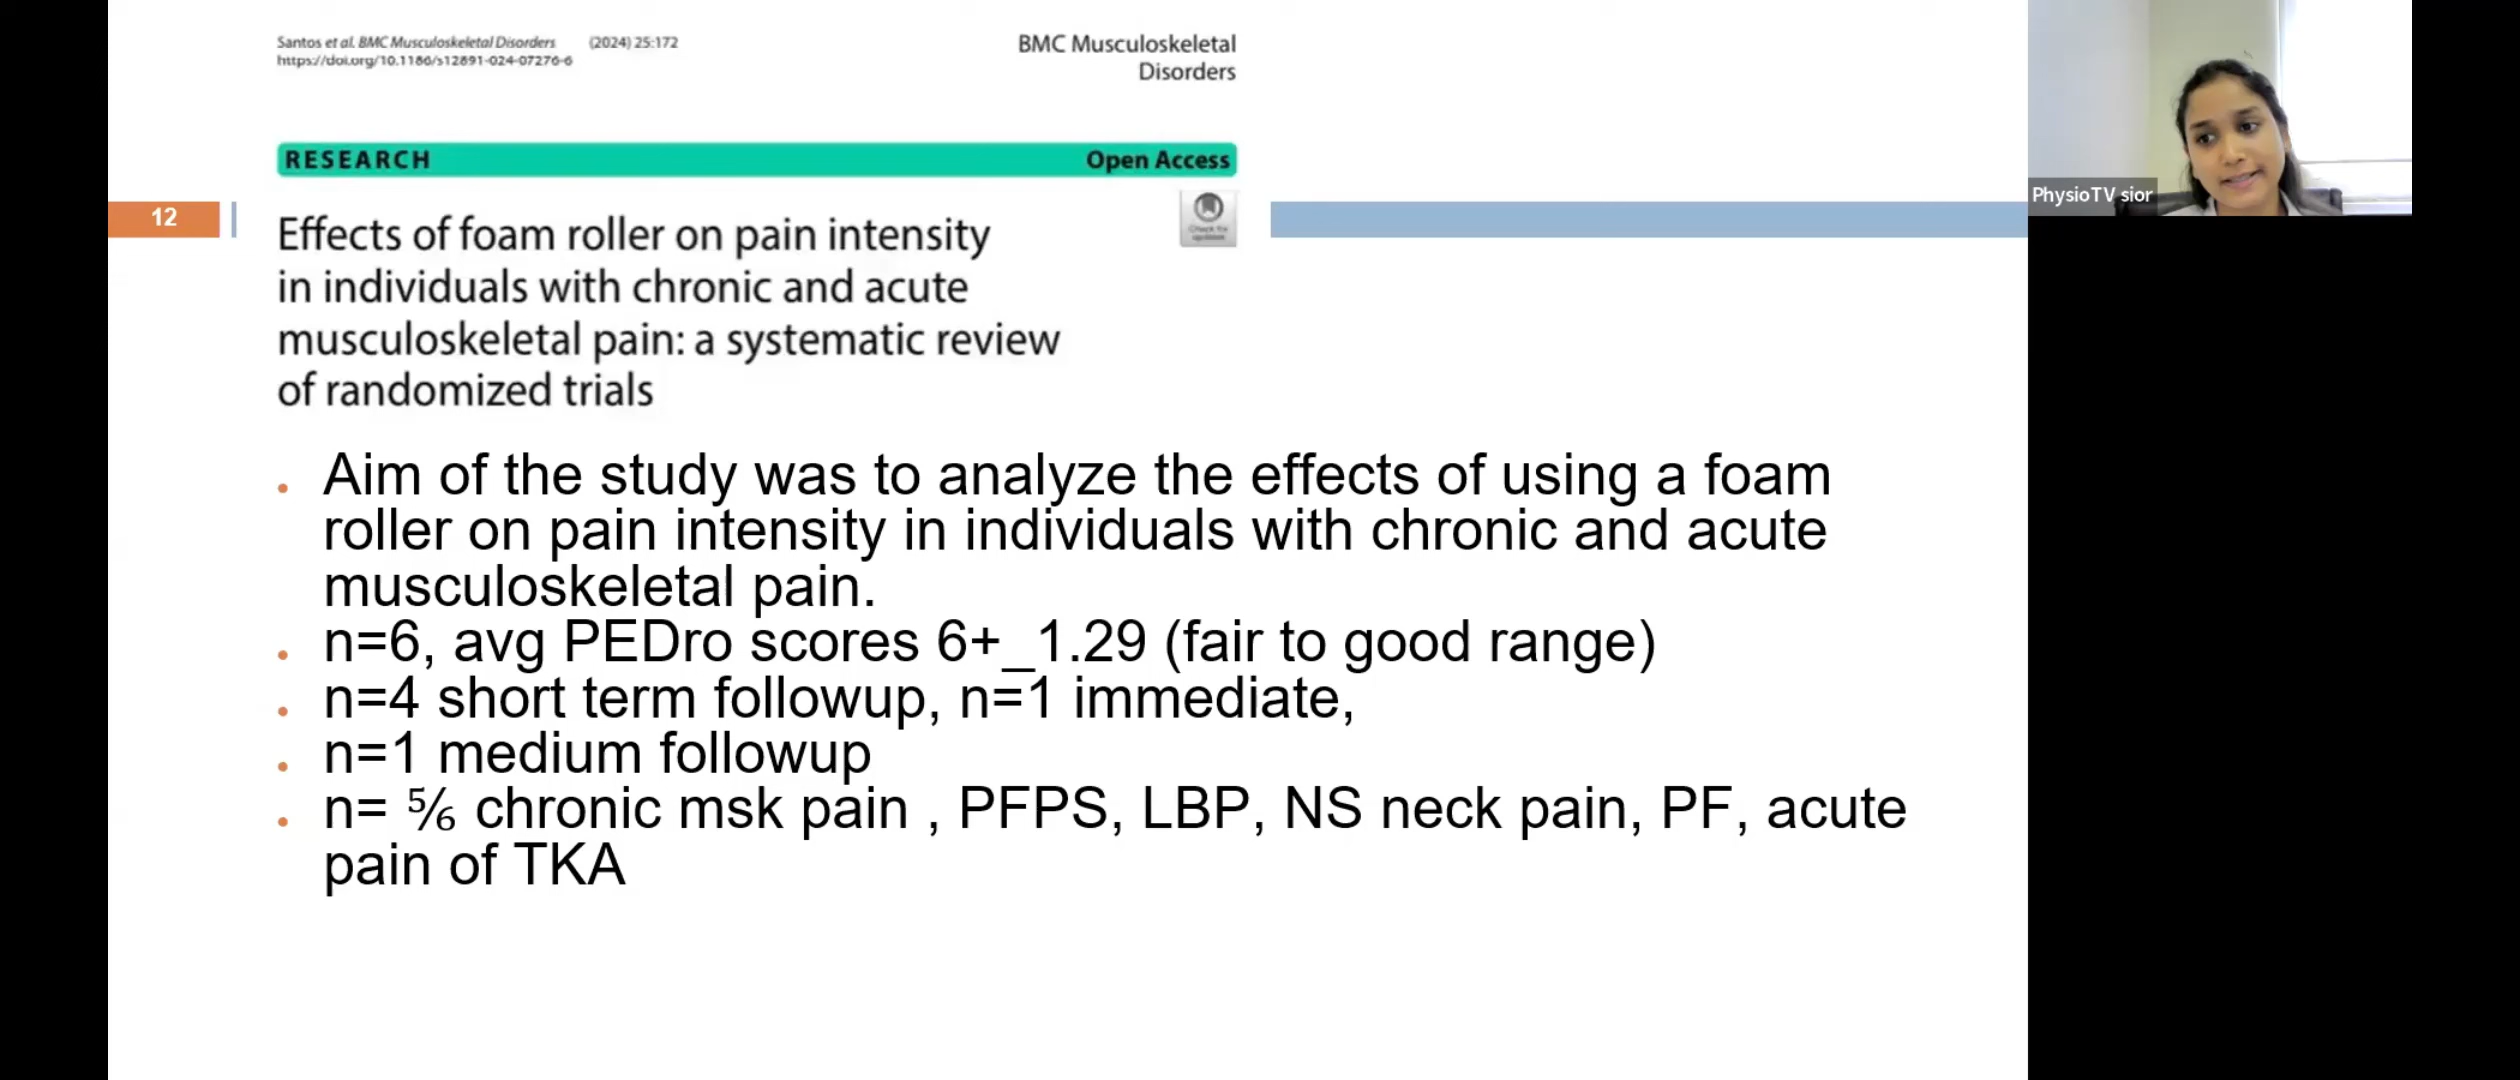 Santos et al. BMC Musculoskeletal Disorders (2024) 25:172
https://doi.org/10.1186/s12891-024-07276-6
BMC Musculoskeletal
Disorders
RESEARCH Open Access
Check for
updates
12
Effects of foam roller on pain intensity
in individuals with chronic and acute
musculoskeletal pain: a systematic review
of randomized trials
PhysioTV sior
• Aim of the study was to analyze the effects of using a foam
roller on pain intensity in individuals with chronic and acute
musculoskeletal pain.
• n=6, avg PEDro scores 6+_1.29 (fair to good range)
• n=4 short term followup, n=1 immediate,
• n=1 medium followup
• n= ⅚ chronic msk pain , PFPS, LBP, NS neck pain, PF, acute
pain of TKA